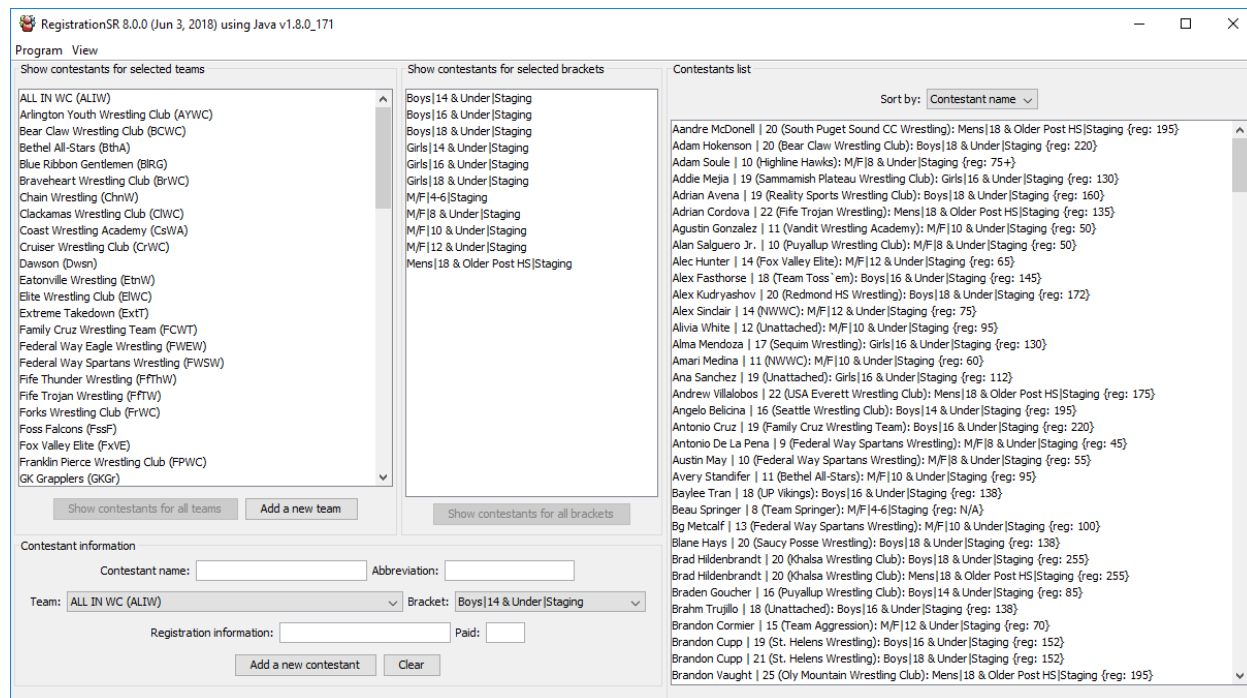 RegistrationSR 8.0.0 (Jun 3, 2018) using Java v1.8.0_171
Program View
Show contestants for selected teams
ALL IN WC (ALIW)
Arlington Youth Wrestling Club (AYWC)
Bear Claw Wrestling Club (BCWC)
Bethel All-Stars (BthA)
Blue Ribbon Gentlemen (BlRG)
Braveheart Wrestling Club (BrWC)
Chain Wrestling (ChnW)
Clackamas Wrestling Club (ClWC)
Coast Wrestling Academy (CsWA)
Cruiser Wrestling Club (CrWC)
Dawson (Dwsn)
Eatonville Wrestling (EtnW)
Elite Wrestling Club (ElWC)
Extreme Takedown (ExtT)
Family Cruz Wrestling Team (FCWT)
Federal Way Eagle Wrestling (FWEW)
Federal Way Spartans Wrestling (FWSW)
Fife Thunder Wrestling (FfThW)
Fife Trojan Wrestling (FfTW)
Forks Wrestling Club (FrWC)
Foss Falcons (FssF)
Fox Valley Elite (FxVE)
Franklin Pierce Wrestling Club (FPWC)
GK Grapplers (GKGr)
Show contestants for all teams
Add a new team
Show contestants for selected brackets
Boys|14 & Under|Staging
Boys|16 & Under|Staging
Boys|18 & Under|Staging
Girls|14 & Under|Staging
Girls|16 & Under|Staging
Girls|18 & Under|Staging
M/F|4-6|Staging
M/F|8 & Under|Staging
M/F|10 & Under|Staging
M/F|12 & Under|Staging
Mens|18 & Older Post HS|Staging
Show contestants for all brackets
Contestant information
Contestant name:
Abbreviation:
Team: ALL IN WC (ALIW)
Bracket: Boys|14 & Under|Staging
Registration information:
Paid:
Add a new contestant
Clear
Contestants list
Sort by: Contestant name
Aandre McDonell | 20 (South Puget Sound CC Wrestling): Mens|18 & Older Post HS|Staging {reg: 195}
Adam Hokenson | 20 (Bear Claw Wrestling Club): Boys|18 & Under|Staging {reg: 220}
Adam Soule | 10 (Highline Hawks): M/F|8 & Under|Staging {reg: 75+}
Addie Mejia | 19 (Sammamish Plateau Wrestling Club): Girls|16 & Under|Staging {reg: 130}
Adrian Avena | 19 (Reality Sports Wrestling Club): Boys|18 & Under|Staging {reg: 160}
Adrian Cordova | 22 (Fife Trojan Wrestling): Mens|18 & Older Post HS|Staging {reg: 135}
Agustin Gonzalez | 11 (Vandit Wrestling Academy): M/F|10 & Under|Staging {reg: 50}
Alan Salguero Jr. | 10 (Puyallup Wrestling Club): M/F|8 & Under|Staging {reg: 50}
Alec Hunter | 14 (Fox Valley Elite): M/F|12 & Under|Staging {reg: 65}
Alex Fasthorse | 18 (Team Toss`em): Boys|16 & Under|Staging {reg: 145}
Alex Kudryashov | 20 (Redmond HS Wrestling): Boys|18 & Under|Staging {reg: 172}
Alex Sinclair | 14 (NWWC): M/F|12 & Under|Staging {reg: 75}
Alivia White | 12 (Unattached): M/F|10 & Under|Staging {reg: 95}
Alma Mendoza | 17 (Sequim Wrestling): Girls|16 & Under|Staging {reg: 130}
Amari Medina | 11 (NWWC): M/F|10 & Under|Staging {reg: 60}
Ana Sanchez | 19 (Unattached): Girls|16 & Under|Staging {reg: 112}
Andrew Villalobos | 22 (USA Everett Wrestling Club): Mens|18 & Older Post HS|Staging {reg: 175}
Angelo Belicina | 16 (Seattle Wrestling Club): Boys|14 & Under|Staging {reg: 195}
Antonio Cruz | 19 (Family Cruz Wrestling Team): Boys|16 & Under|Staging {reg: 220}
Antonio De La Pena | 9 (Federal Way Spartans Wrestling): M/F|8 & Under|Staging {reg: 45}
Austin May | 10 (Federal Way Spartans Wrestling): M/F|8 & Under|Staging {reg: 55}
Avery Standifer | 11 (Bethel All-Stars): M/F|10 & Under|Staging {reg: 95}
Baylee Tran | 18 (UP Vikings): Boys|16 & Under|Staging {reg: 138}
Beau Springer | 8 (Team Springer): M/F|4-6|Staging {reg: N/A}
Bg Metcalf | 13 (Federal Way Spartans Wrestling): M/F|10 & Under|Staging {reg: 100}
Blane Hays | 20 (Saucy Posse Wrestling): Boys|18 & Under|Staging {reg: 138}
Brad Hildenbrandt | 20 (Khalsa Wrestling Club): Boys|18 & Under|Staging {reg: 255}
Brad Hildenbrandt | 20 (Khalsa Wrestling Club): Mens|18 & Older Post HS|Staging {reg: 255}
Braden Goucher | 16 (Puyallup Wrestling Club): Boys|14 & Under|Staging {reg: 85}
Brahm Trujillo | 18 (Unattached): Boys|16 & Under|Staging {reg: 138}
Brandon Cormier | 15 (Team Aggression): M/F|12 & Under|Staging {reg: 70}
Brandon Cupp | 19 (St. Helens Wrestling): Boys|16 & Under|Staging {reg: 152}
Brandon Cupp | 21 (St. Helens Wrestling): Boys|18 & Under|Staging {reg: 152}
Brandon Vaught | 25 (Oly Mountain Wrestling Club): Mens|18 & Older Post HS|Staging {reg: 195}